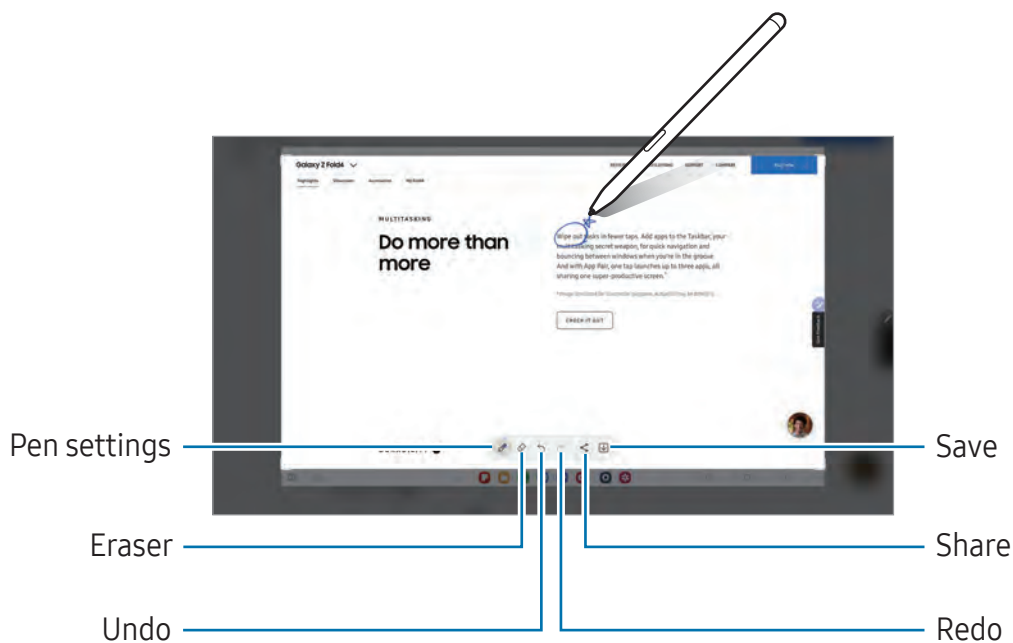 Galaxy Z Fold4
Highlights
Accessories
SUPPORT
MULTITASKING
Do more than
more
Wipe out tasks in fewer taps. Add apps to the Taskbar, your
multitasking secret weapon, for quick navigation and
bouncing between windows when you're in the groove.
And with App Pair, one tap launches up to three apps, all
sharing one super-productive screen.
CHECK IT OUT
Pen settings
Save
Eraser
Share
Undo
Redo